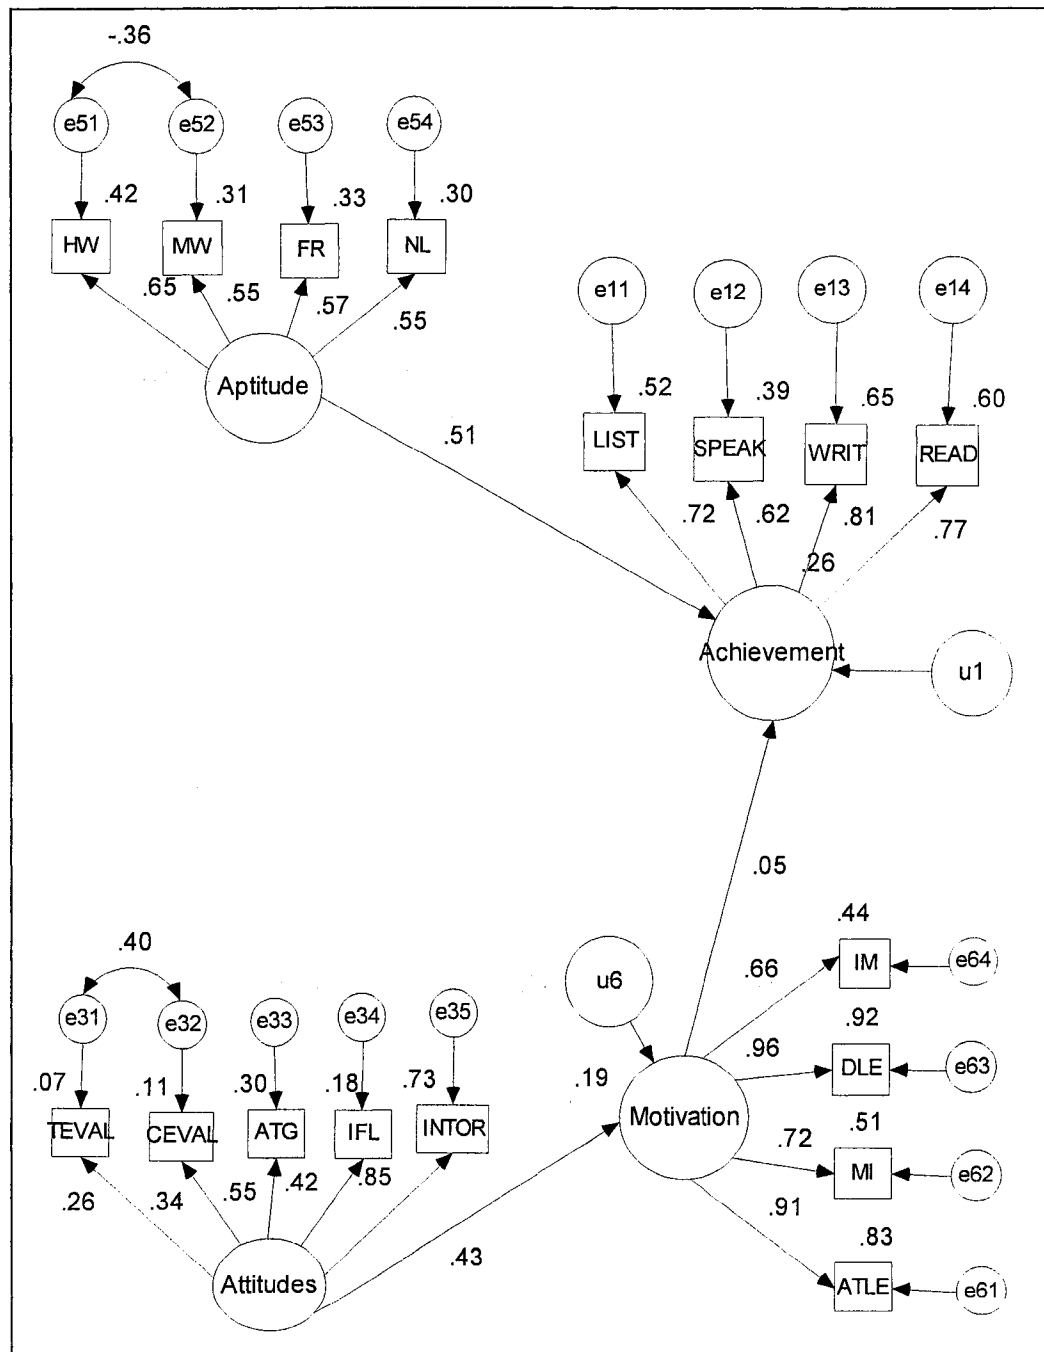 -.36
e51 e52 e53 e54
.42 .31 .33 .30
HW MW FR NL
.65 .55 .57 .55
Aptitude
e11 e12 e13 e14
.52 .39 .65 .60
LIST SPEAK WRIT READ
.51
.72 .62 .81 .77
.26
Achievement
u1
.05
.44
.40
.66 IM e64
u6
e31 e32 e33 e34 e35
.92
.96 DLE e63
.07 .11 .30 .18 .73 .19
Motivation
.51
TEVAL CEVAL ATG IFL INTOR
.72 MI e62
.26 .34 .55 .42 .85
.91
.43
.83
Attitudes
ATLE e61